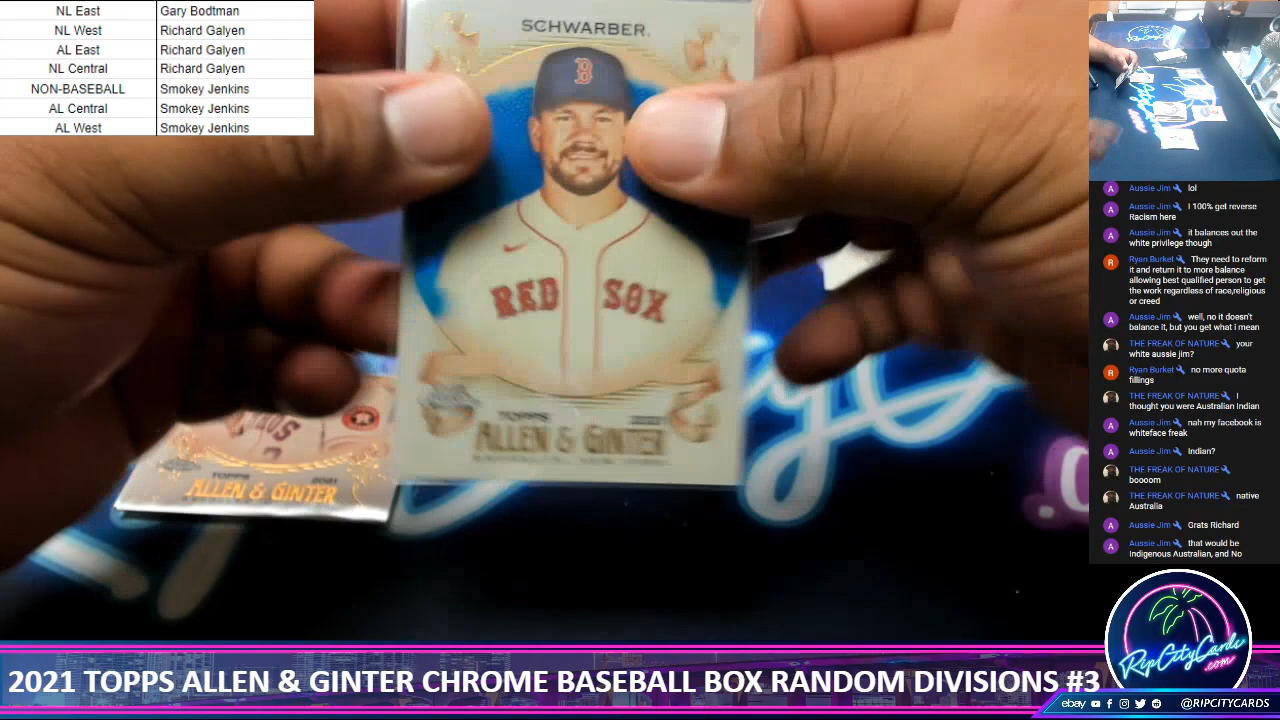 NL East Gary Bodtman
NL West Richard Galyen
AL East Richard Galyen
NL Central Richard Galyen
NON-BASEBALL Smokey Jenkins
AL Central Smokey Jenkins
AL West Smokey Jenkins
SCHWARBER.
B
RED SOX
TOPPS
ALLEN & GINTER
TOPPS 2021
ALLEN & GINTER
Aussie Jim lol
Aussie Jim I 100% get reverse
Racism here
Aussie Jim it balances out the
white privilege though
Ryan Burket They need to reform
it and return it to more balance
allowing best qualified person to get
the work regardless of race,religious
or creed
Aussie Jim well, no it doesn't
balance it, but you get what i mean
THE FREAK OF NATURE your
white aussie jim?
Ryan Burket no more quota
fillings
THE FREAK OF NATURE I
thought you were Australian Indian
Aussie Jim nah my facebook is
whiteface freak
Aussie Jim Indian?
THE FREAK OF NATURE
boooom
THE FREAK OF NATURE native
Australia
Aussie Jim Grats Richard
Aussie Jim that would be
Indigenous Australian, and No
RipCityCards
.com
2021 TOPPS ALLEN & GINTER CHROME BASEBALL BOX RANDOM DIVISIONS #3
ebay @RIPCITYCARDS